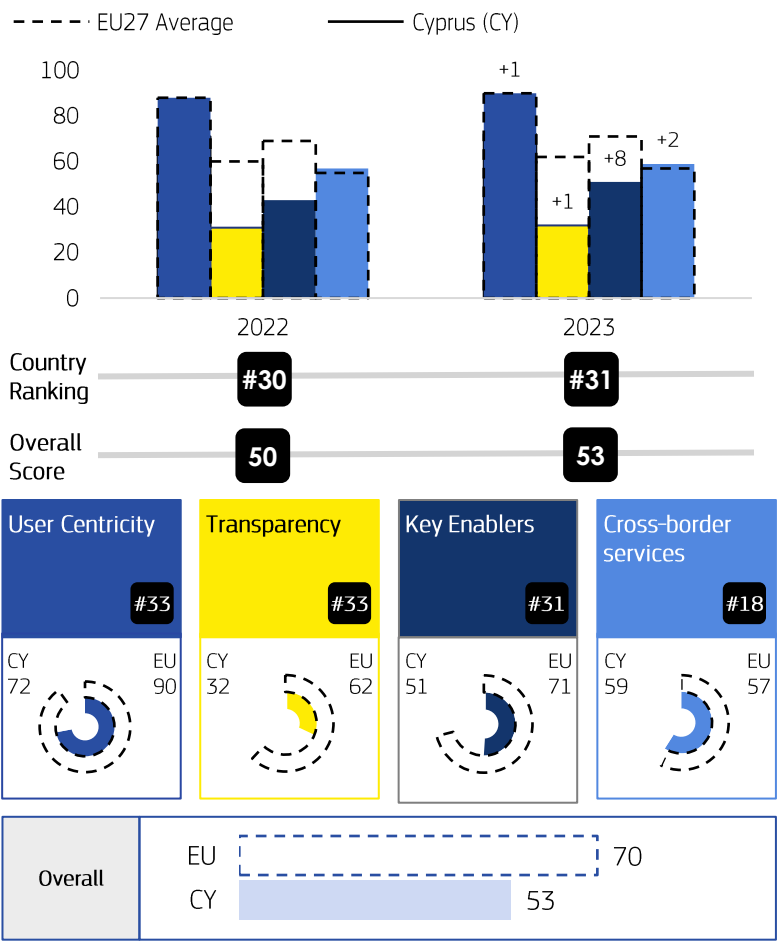 EU27 Average Cyprus (CY)
100
80
60
40
20
0
+1
+1
+8
+2
2022 2023
Country
Ranking
#30 #31
Overall
Score
50 53
User Centricity
#33
CY EU
72 90
Transparency
#33
CY EU
32 62
Key Enablers
#31
CY EU
51 71
Cross-border
services
#18
CY EU
59 57
Overall
EU 70
CY 53